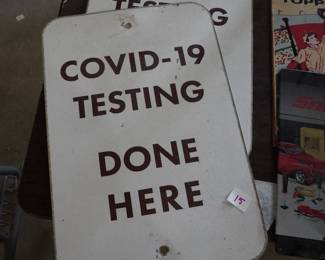 TESTING
COVID-19
TESTING
DONE
HERE
15